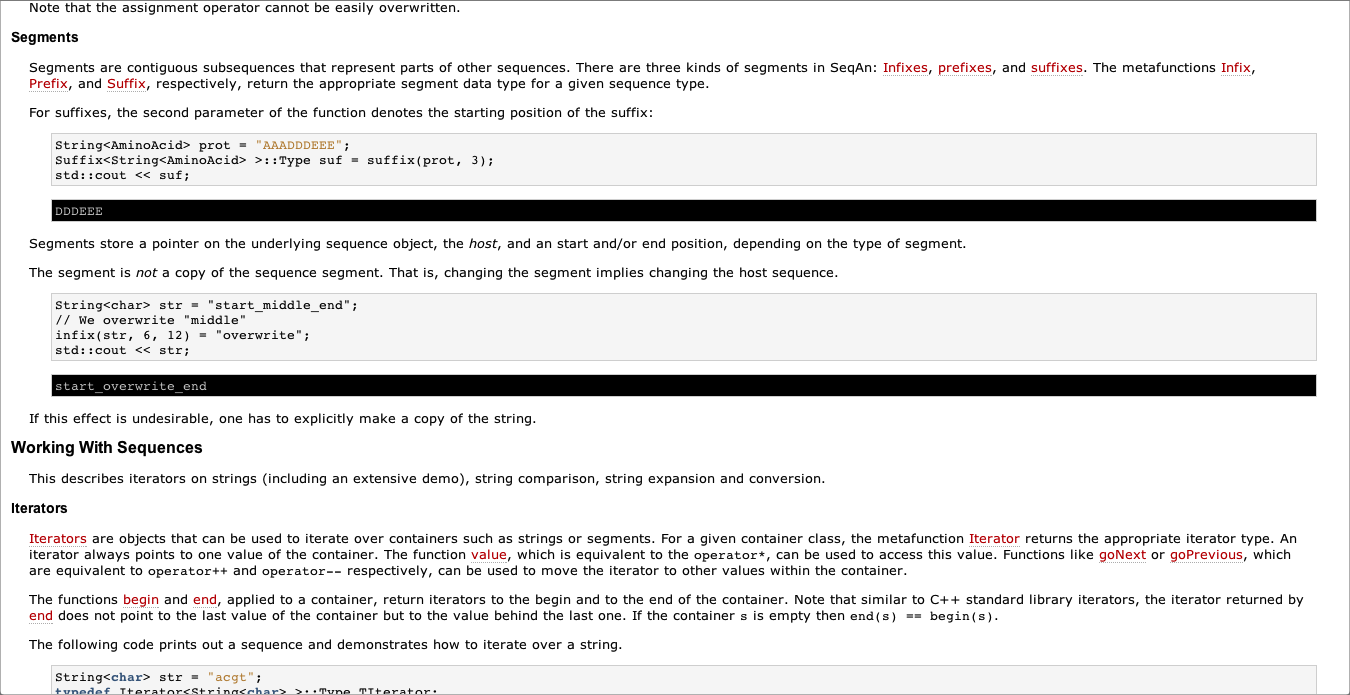 Note that the assignment operator cannot be easily overwritten.
Segments
Segments are contiguous subsequences that represent parts of other sequences. There are three kinds of segments in SeqAn: Infixes, prefixes, and suffixes. The metafunctions Infix,
Prefix, and Suffix, respectively, return the appropriate segment data type for a given sequence type.
For suffixes, the second parameter of the function denotes the starting position of the suffix:
String<AminoAcid> prot = "AAADDDEEE";
Suffix<String<AminoAcid> >::Type suf = suffix(prot, 3);
std::cout << suf;
DDDEEE
Segments store a pointer on the underlying sequence object, the host, and an start and/or end position, depending on the type of segment.
The segment is not a copy of the sequence segment. That is, changing the segment implies changing the host sequence.
String<char> str = "start_middle_end";
// We overwrite "middle"
infix(str, 6, 12) = "overwrite";
std::cout << str;
start_overwrite_end
If this effect is undesirable, one has to explicitly make a copy of the string.
Working With Sequences
This describes iterators on strings (including an extensive demo), string comparison, string expansion and conversion.
Iterators
Iterators are objects that can be used to iterate over containers such as strings or segments. For a given container class, the metafunction Iterator returns the appropriate iterator type. An
iterator always points to one value of the container. The function value, which is equivalent to the operator*, can be used to access this value. Functions like goNext or goPrevious, which
are equivalent to operator++ and operator-- respectively, can be used to move the iterator to other values within the container.
The functions begin and end, applied to a container, return iterators to the begin and to the end of the container. Note that similar to C++ standard library iterators, the iterator returned by
end does not point to the last value of the container but to the value behind the last one. If the container s is empty then end(s) == begin(s).
The following code prints out a sequence and demonstrates how to iterate over a string.
String<char> str = "acgt";
typedef Iterator<String<char> >::Type TIterator;